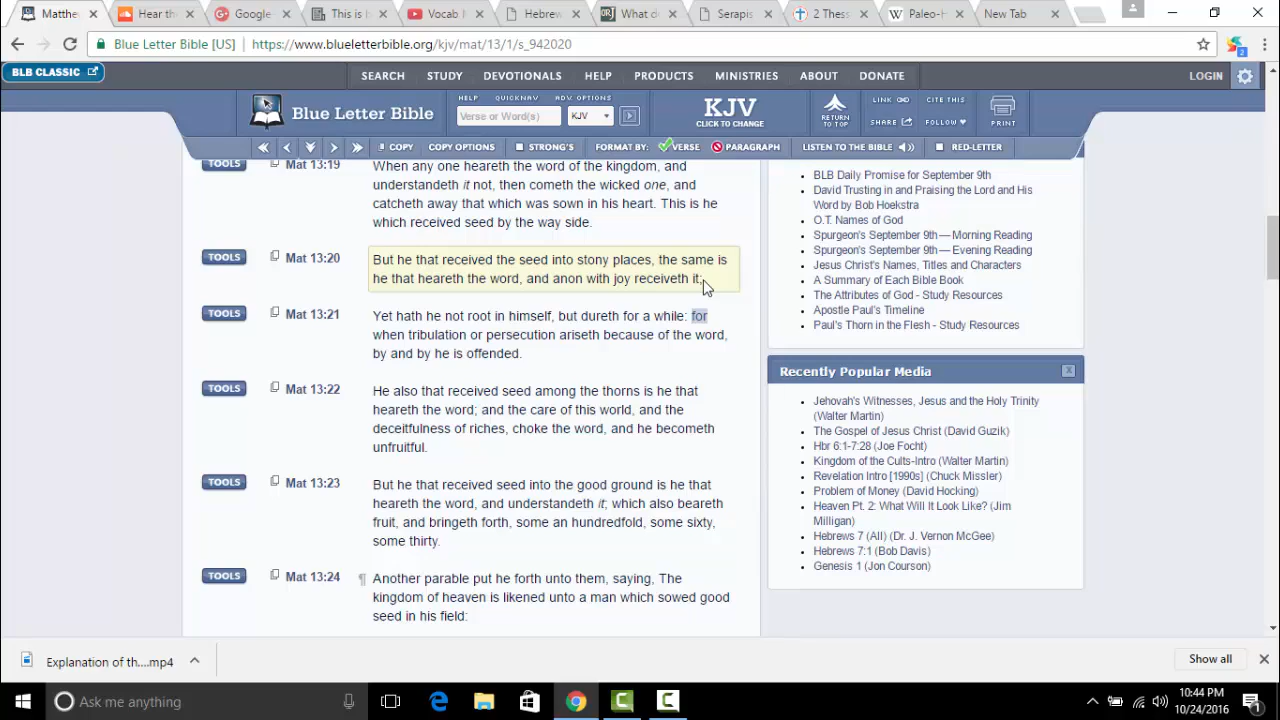 Matthe
Hear th
Google
This is b
Vocab I
Hebrew
What do
Serapis
2 Thess
Paleo-H
New Tab
Blue Letter Bible [US]
https://www.blueletterbible.org/kjv/mat/13/1/s_942020
2
BLB CLASSIC
SEARCH STUDY DEVOTIONALS HELP PRODUCTS MINISTRIES ABOUT DONATE
LOGIN
Blue Letter Bible
HELP QUICKNAV ADV. OPTIONS
Verse or Word(s) KJV
KJV
CLICK TO CHANGE
RETURN
TO TOP
LINK CITE THIS
SHARE FOLLOW
PRINT
COPY COPY OPTIONS STRONG'S FORMAT BY: VERSE PARAGRAPH LISTEN TO THE BIBLE RED-LETTER
TOOLS Mat 13:19 When any one heareth the word of the kingdom, and
understandeth it not, then cometh the wicked one, and
catcheth away that which was sown in his heart. This is he
which received seed by the way side.
TOOLS Mat 13:20 But he that received the seed into stony places, the same is
he that heareth the word, and anon with joy receiveth it;
TOOLS Mat 13:21 Yet hath he not root in himself, but dureth for a while: for
when tribulation or persecution ariseth because of the word,
by and by he is offended.
TOOLS Mat 13:22 He also that received seed among the thorns is he that
heareth the word; and the care of this world, and the
deceitfulness of riches, choke the word, and he becometh
unfruitful.
TOOLS Mat 13:23 But he that received seed into the good ground is he that
heareth the word, and understandeth it; which also beareth
fruit, and bringeth forth, some an hundredfold, some sixty,
some thirty.
TOOLS Mat 13:24 ¶ Another parable put he forth unto them, saying, The
kingdom of heaven is likened unto a man which sowed good
seed in his field:
BLB Daily Promise for September 9th
David Trusting in and Praising the Lord and His
Word by Bob Hoekstra
O.T. Names of God
Spurgeon's September 9th—Morning Reading
Spurgeon's September 9th—Evening Reading
Jesus Christ's Names, Titles and Characters
A Summary of Each Bible Book
The Attributes of God - Study Resources
Apostle Paul's Timeline
Paul's Thorn in the Flesh - Study Resources
Recently Popular Media
Jehovah's Witnesses, Jesus and the Holy Trinity
(Walter Martin)
The Gospel of Jesus Christ (David Guzik)
Hbr 6:1-7:28 (Joe Focht)
Kingdom of the Cults-Intro (Walter Martin)
Revelation Intro [1990s] (Chuck Missler)
Problem of Money (David Hocking)
Heaven Pt. 2: What Will It Look Like? (Jim
Milligan)
Hebrews 7 (All) (Dr. J. Vernon McGee)
Hebrews 7:1 (Bob Davis)
Genesis 1 (Jon Courson)
Explanation of th....mp4
Show all
Ask me anything
10:44 PM
10/24/2016
1